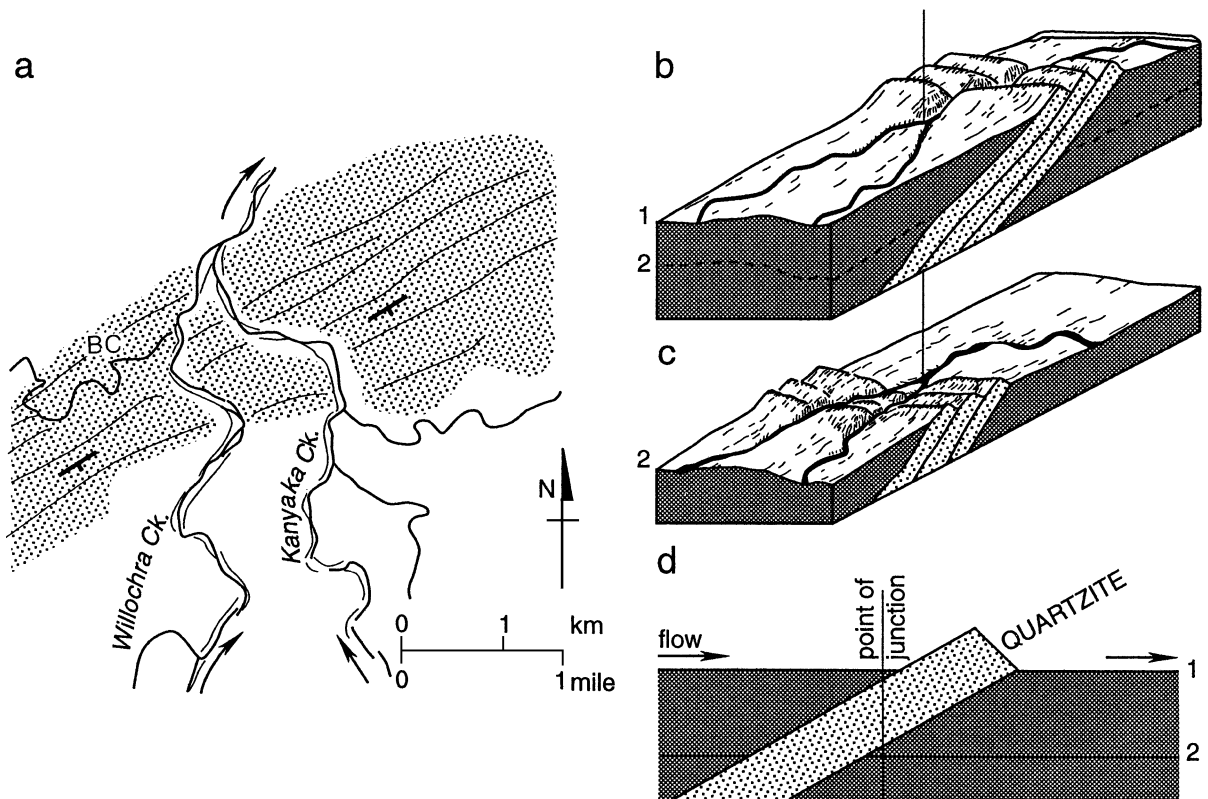 a
BC
Willochra Ck.
Kanyaka Ck.
N
0 1 km
0 1 mile
b
1
2
c
2
d
flow
point of
junction
QUARTZITE
1
2